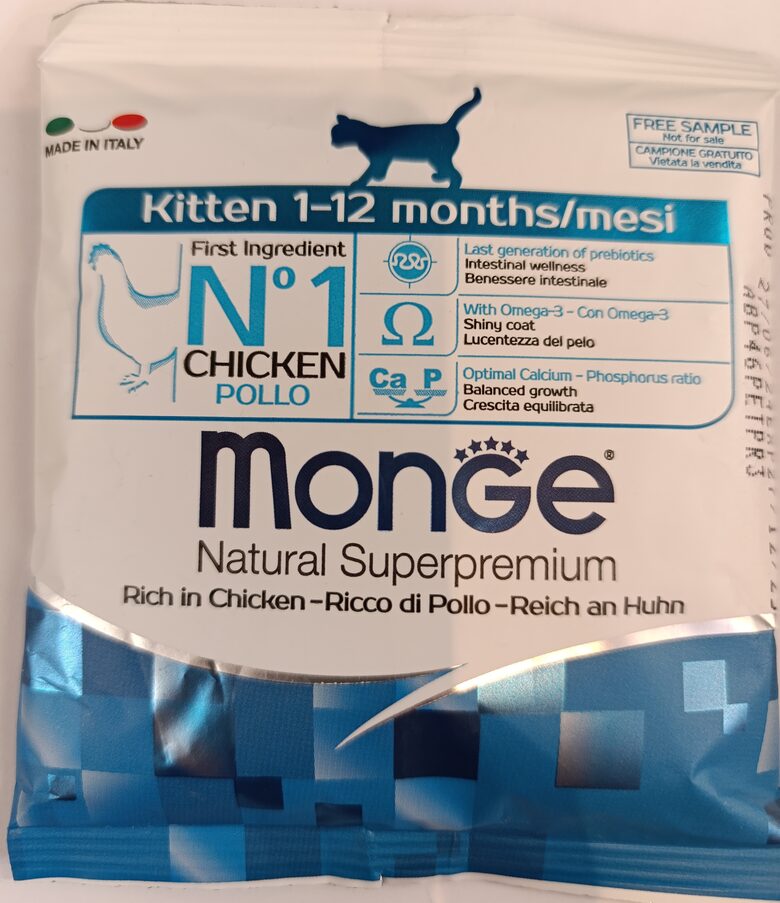 MADE IN ITALY
FREE SAMPLE
Not for sale
CAMPIONE GRATUITO
Vietata la vendita
Kitten 1-12 months/mesi
First Ingredient
Nº 1
CHICKEN
POLLO
Last generation of prebiotics
Intestinal wellness
Benessere intestinale
Ω
With Omega-3 - Con Omega-3
Shiny coat
Lucentezza del pelo
Ca P
Optimal Calcium - Phosphorus ratio
Balanced growth
Crescita equilibrata
monGe®
Natural Superpremium
Rich in Chicken - Ricco di Pollo - Reich an Huhn